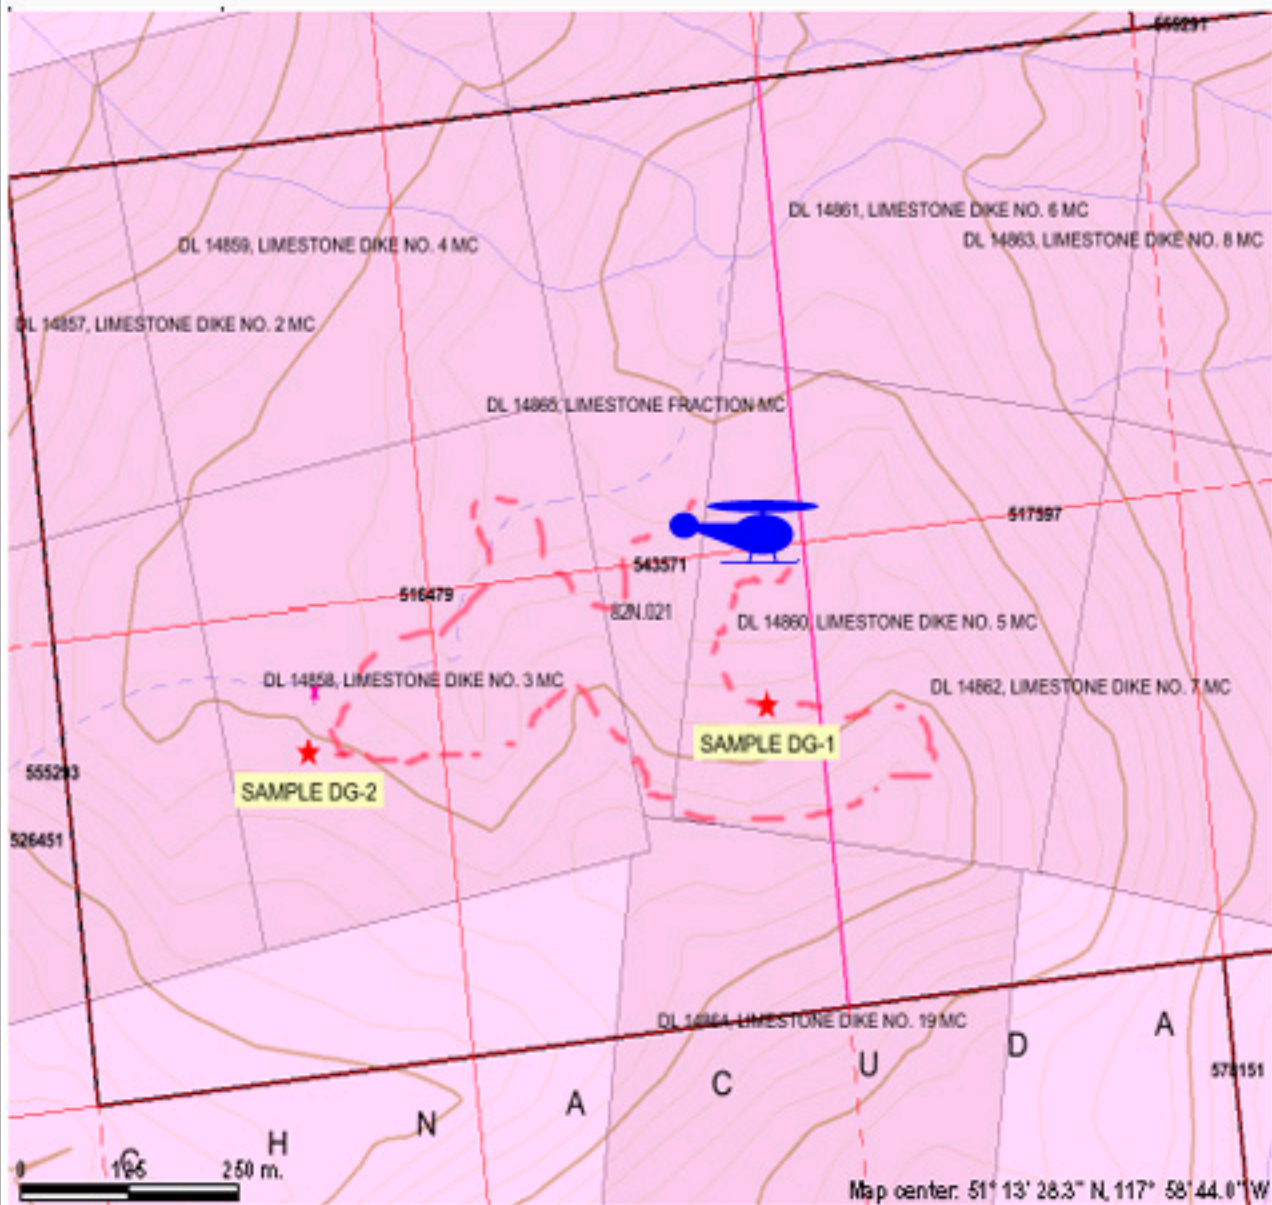 559291
DL 14861, LIMESTONE DIKE NO. 6 MC
DL 14859, LIMESTONE DIKE NO. 4 MC
DL 14863, LIMESTONE DIKE NO. 8 MC
DL 14857, LIMESTONE DIKE NO. 2 MC
DL 14865, LIMESTONE FRACTION MC
517597
543571
516479
82N.021
DL 14860, LIMESTONE DIKE NO. 5 MC
DL 14858, LIMESTONE DIKE NO. 3 MC
DL 14862, LIMESTONE DIKE NO. 7 MC
SAMPLE DG-1
555293
SAMPLE DG-2
526451
DL 14864, LIMESTONE DIKE NO. 19 MC
C H N A C U D A
0 125 250 m.
Map center: 51° 13' 28.3" N, 117° 58' 44.0" W